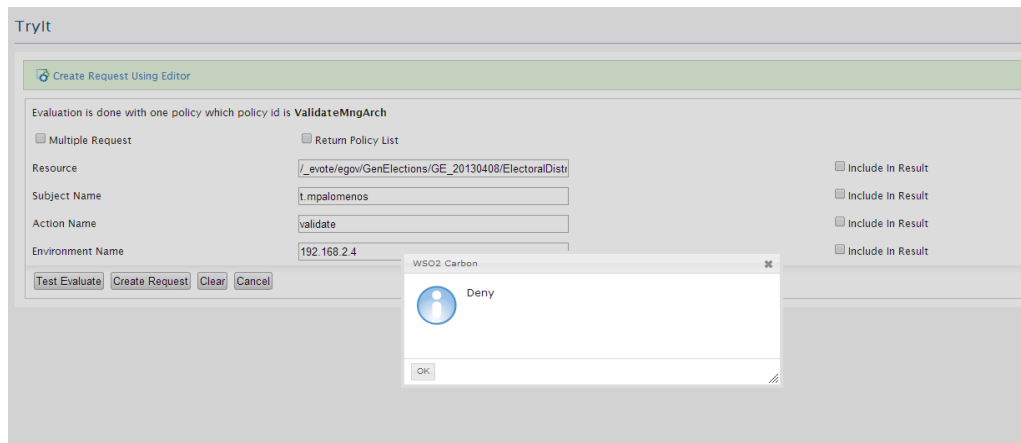 TryIt
Create Request Using Editor
Evaluation is done with one policy which policy id is ValidateMngArch
Multiple Request Return Policy List
Resource /_evote/egov/GenElections/GE_20130408/ElectoralDistr Include In Result
Subject Name t.mpalomenos Include In Result
Action Name validate Include In Result
Environment Name 192.168.2.4 Include In Result
Test Evaluate Create Request Clear Cancel
WSO2 Carbon
Deny
OK